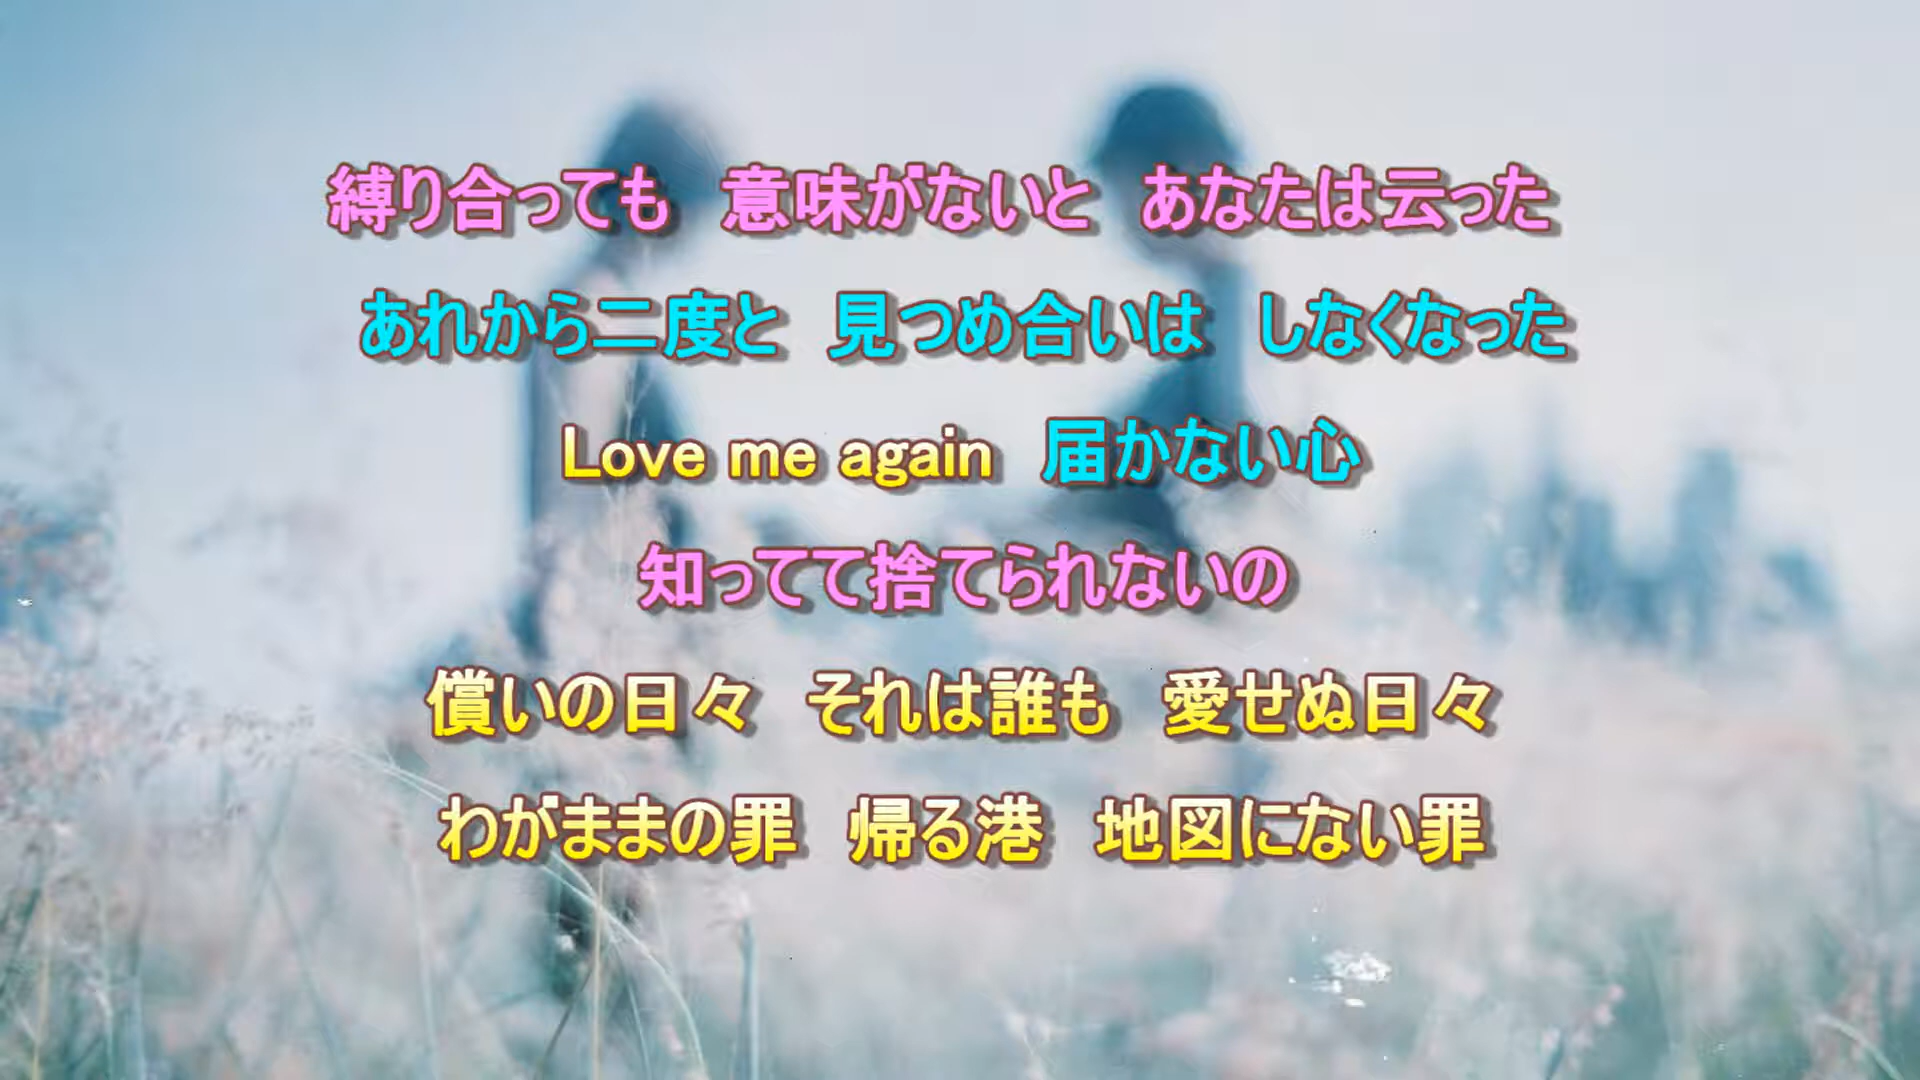 縛り合っても　意味がないと　あなたは云った
あれから二度と　見つめ合いは　しなくなった
Love me again　届かない心
知ってて捨てられないの
償いの日々　それは誰も　愛せぬ日々
わがままの罪　帰る港　地図にない罪